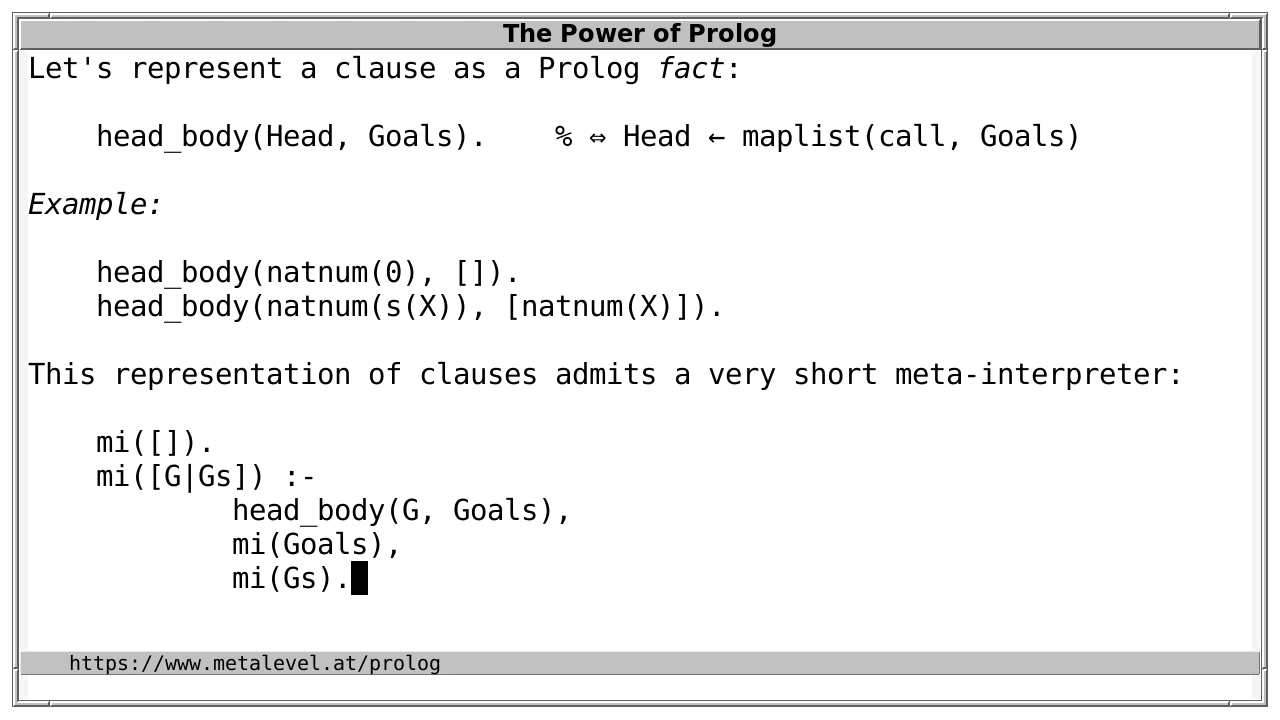 The Power of Prolog
Let's represent a clause as a Prolog fact:
head_body(Head, Goals).    % ⇔ Head ← maplist(call, Goals)
Example:
head_body(natnum(0), []).
head_body(natnum(s(X)), [natnum(X)]).
This representation of clauses admits a very short meta-interpreter:
mi([]).
mi([G|Gs]) :-
head_body(G, Goals),
mi(Goals),
mi(Gs).
https://www.metalevel.at/prolog